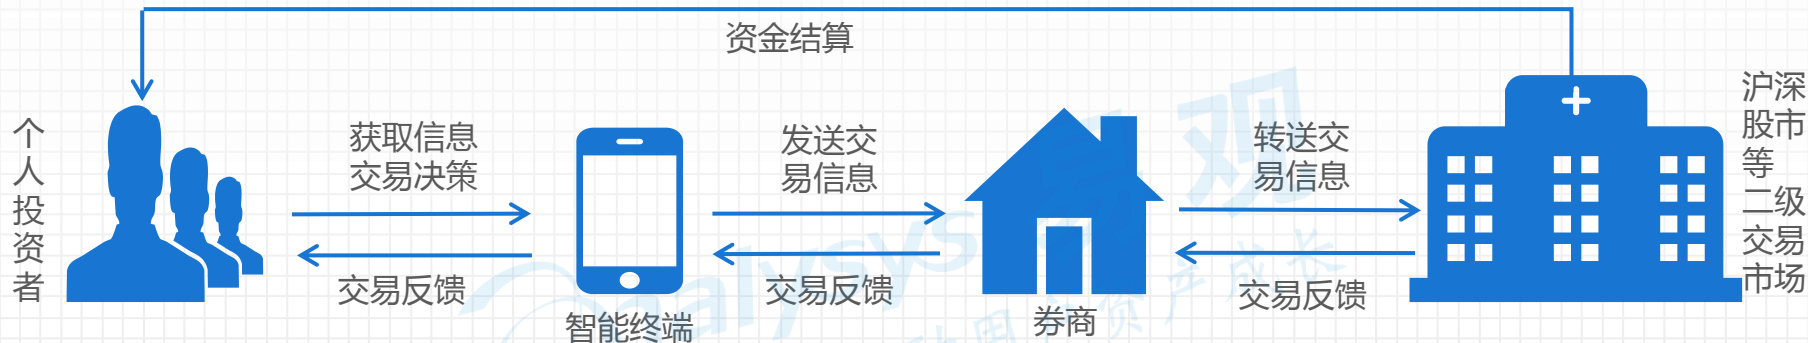 资金结算
个
人
投
资
者
获取信息
交易决策
交易反馈
智能终端
发送交
易信息
交易反馈
券商
转送交
易信息
交易反馈
沪深
股市
等
二级
交易
市场